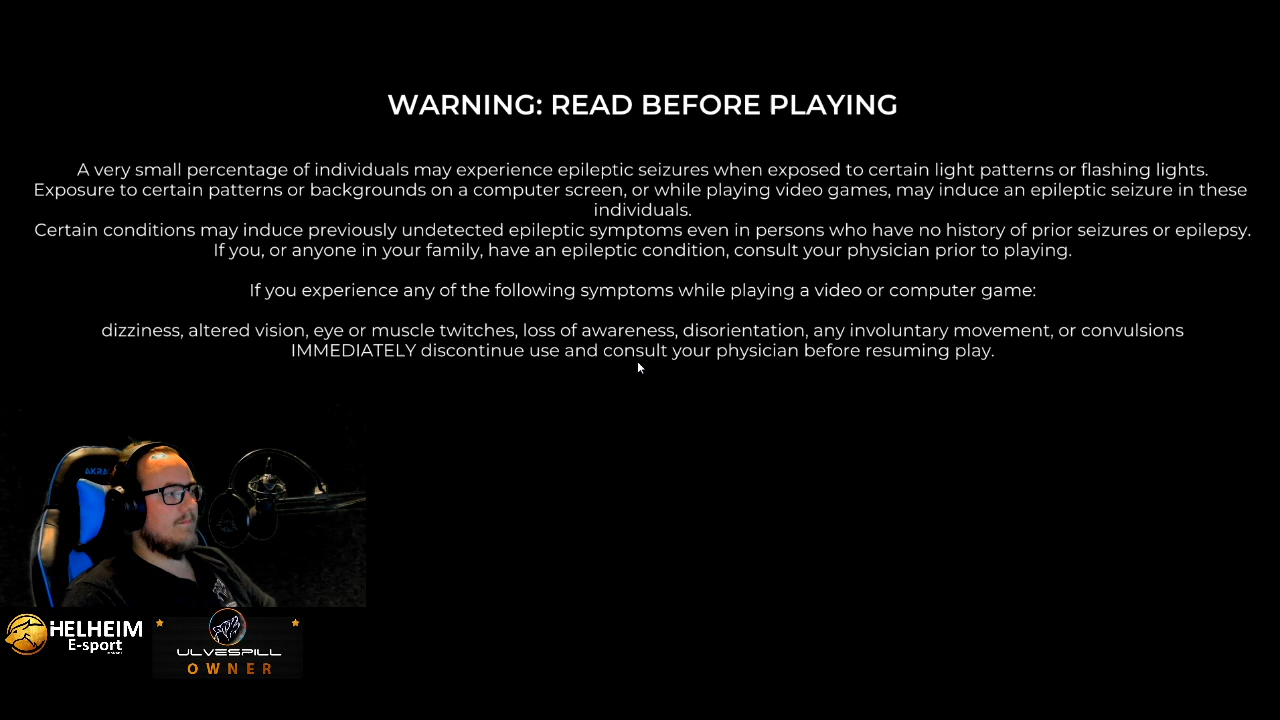 WARNING: READ BEFORE PLAYING
A very small percentage of individuals may experience epileptic seizures when exposed to certain light patterns or flashing lights.
Exposure to certain patterns or backgrounds on a computer screen, or while playing video games, may induce an epileptic seizure in these
individuals.
Certain conditions may induce previously undetected epileptic symptoms even in persons who have no history of prior seizures or epilepsy.
If you, or anyone in your family, have an epileptic condition, consult your physician prior to playing.
If you experience any of the following symptoms while playing a video or computer game:
dizziness, altered vision, eye or muscle twitches, loss of awareness, disorientation, any involuntary movement, or convulsions
IMMEDIATELY discontinue use and consult your physician before resuming play.
HELHEIM
E-sport
ULVESPILL
OWNER